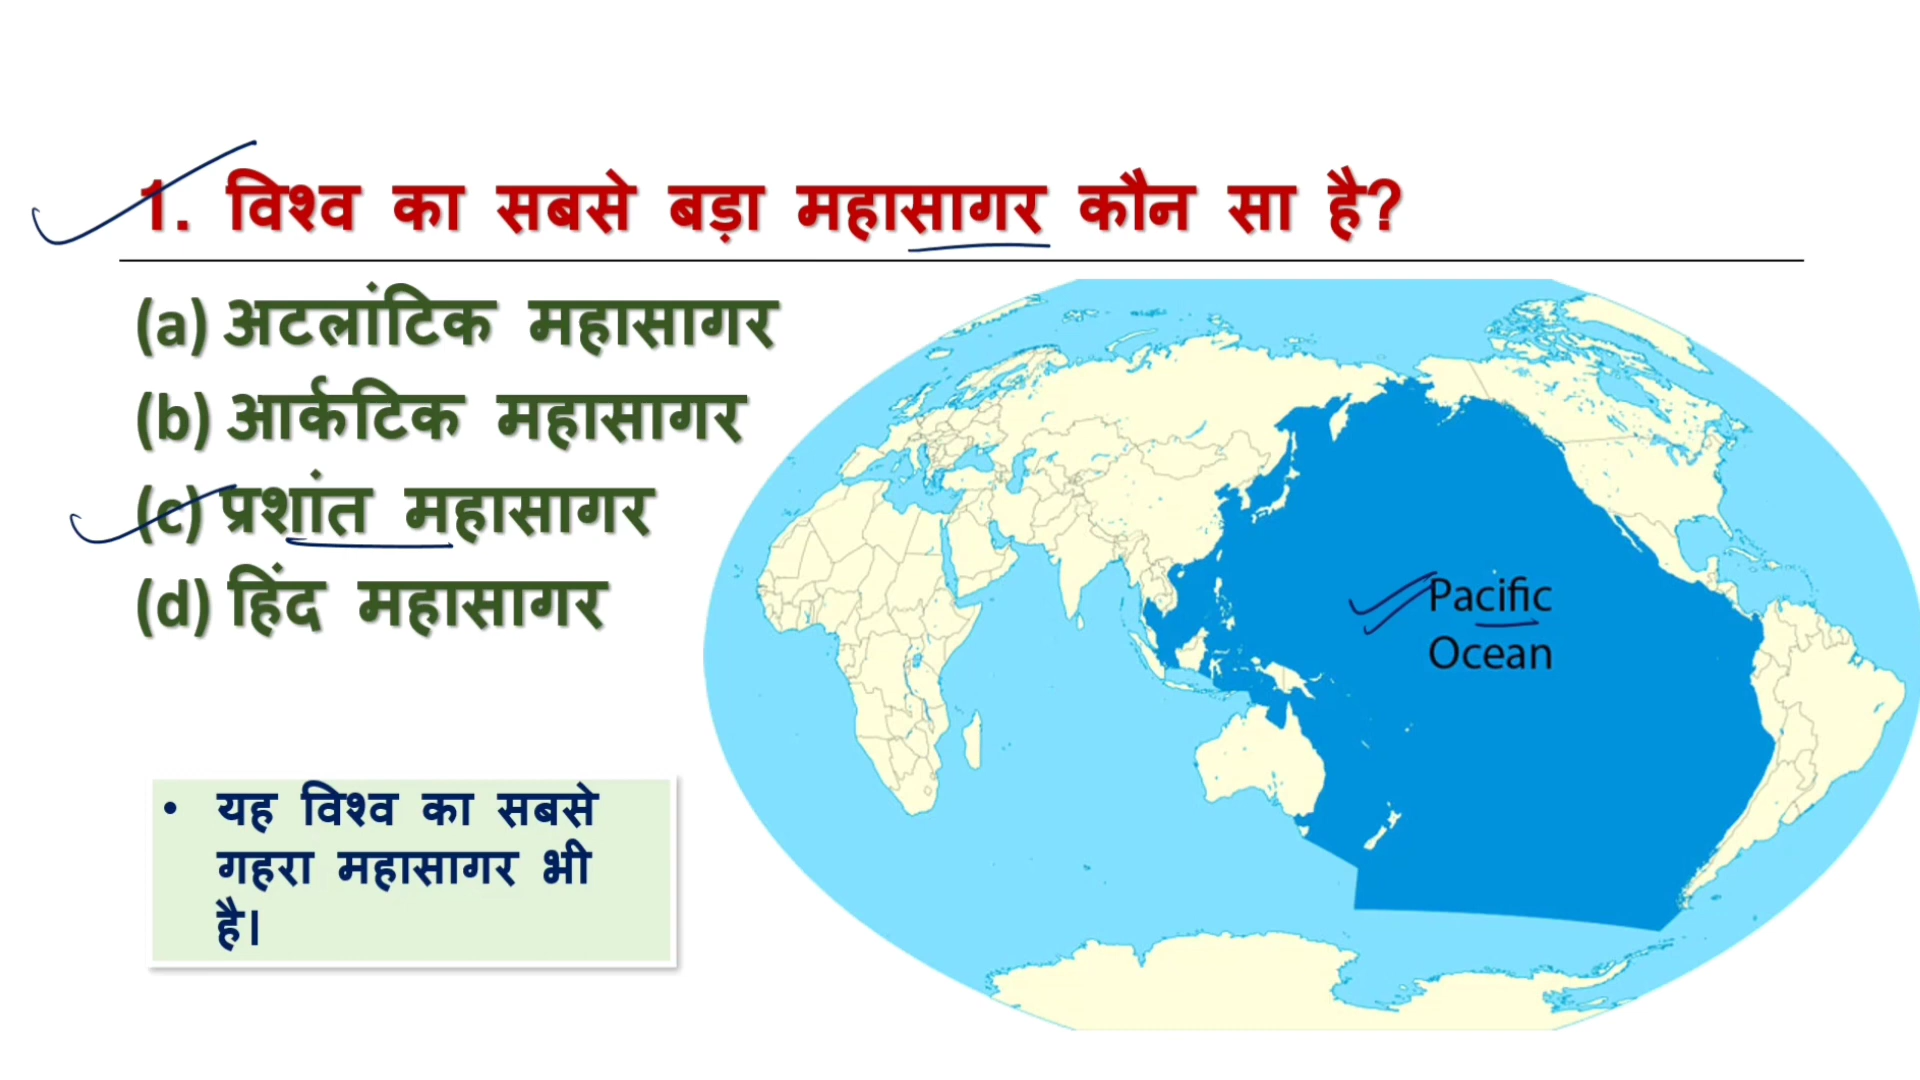 1. विश्व का सबसे बड़ा महासागर कौन सा है?
(a) अटलांटिक महासागर
(b) आर्कटिक महासागर
(c) प्रशांत महासागर
(d) हिंद महासागर
Pacific
Ocean
• यह विश्व का सबसे
गहरा महासागर भी
है।